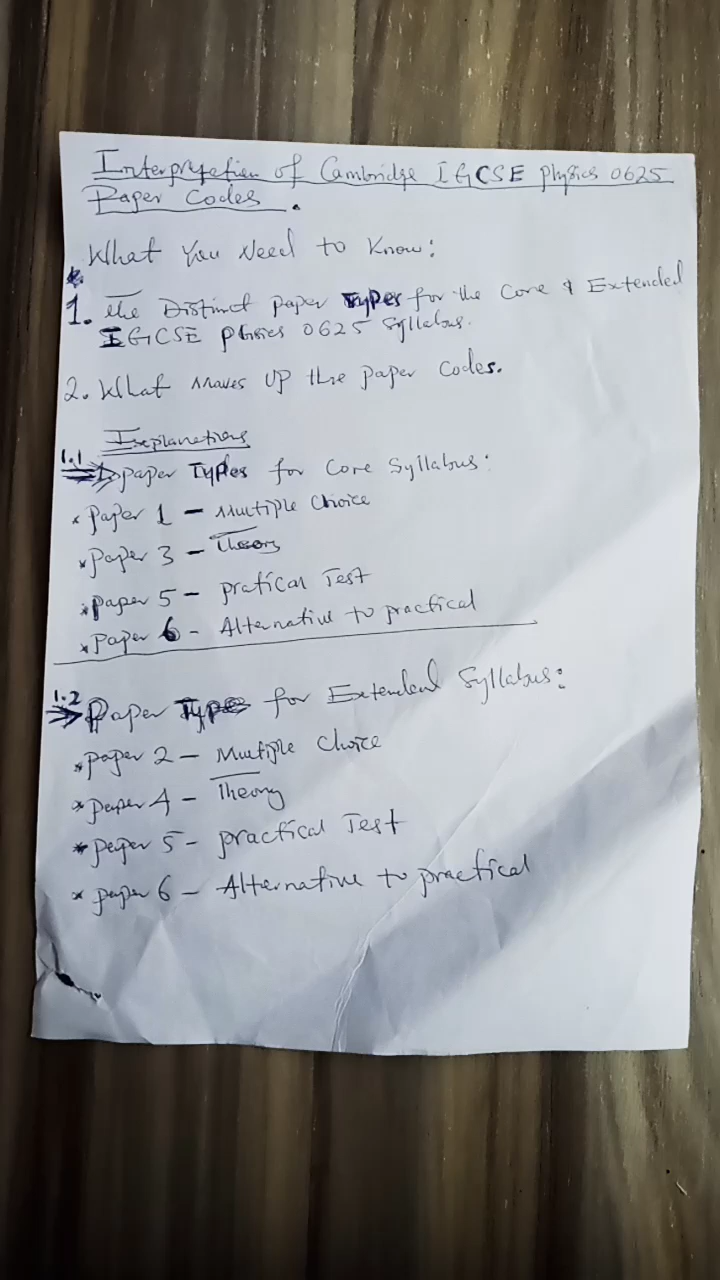 Interpretation of Cambridge IGCSE physics 0625
Paper Codes.
What You Need to Know:
1. The Distinct paper Types for the Core & Extended
IGCSE physics 0625 Syllabus.
2. What maves up the paper Codes.
Explanations
1.1
paper Types for Core Syllabus:
* Paper 1 - Multiple Choice
* Paper 3 - Theory
* paper 5 - pratical Test
* Paper 6 - Alternative to practical
1.2
Paper Types for Extended Syllabus:
* paper 2 - Multiple Choice
* paper 4 - Theory
* paper 5 - practical Test
* paper 6 - Alternative to practical